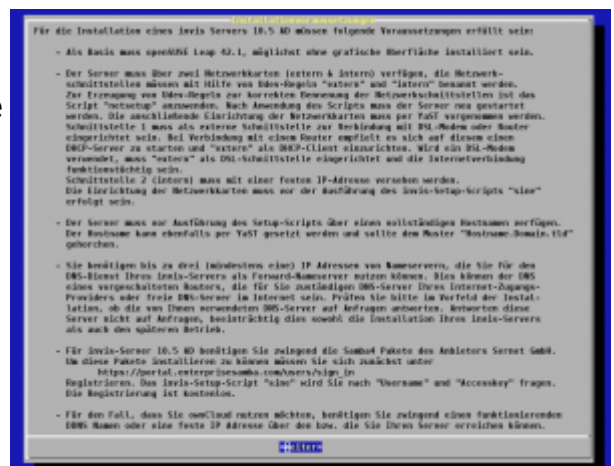 Installationsvoraussetzungen
Für die Installation eines invis Servers 10.5 AD müssen folgende Voraussetzungen erfüllt sein:
- Als Basis muss openSUSE Leap 42.1, möglichst ohne grafische Oberfläche installiert sein.
- Der Server muss über zwei Netzwerkkarten (extern & intern) verfügen, die Netzwerk-
schnittstellen müssen mit Hilfe von Udev-Regeln "extern" und "intern" benannt werden.
Zur Erzeugung von Udev-Regeln zur korrekten Benennung der Netzwerkschnittstellen ist das
Script "netsetup" anzuwenden. Nach Anwendung des Scripts muss der Server neu gestartet
werden. Die anschließende Einrichtung der Netzwerkkarten muss per YaST vorgenommen werden.
Schnittstelle 1 muss als externe Schnittstelle zur Verbindung mit DSL-Modem oder Router
eingerichtet sein. Bei Verbindung mit einem Router empfielt es sich auf diesem einen
DHCP-Server zu starten und "extern" als DHCP-Client einzurichten. Wird ein DSL-Modem
verwendet, muss "extern" als DSL-Schnittstelle eingerichtet und die Internetverbindung
funktionstüchtig sein.
Schnittstelle 2 (intern) muss mit einer festen IP-Adresse versehen werden.
Die Einrichtung der Netzwerkkarten muss vor der Ausführung des invis-Setup-Scripts "sine"
erfolgt sein.
- Der Server muss vor Ausführung des Setup-Scripts über einen vollständigen Hostnamen verfügen.
Der Hostname kann ebenfalls per YaST gesetzt werden und sollte dem Muster "Hostname.Domain.tld"
gehorchen.
- Sie benötigen bis zu drei (mindestens eine) IP Adressen von Nameservern, die Sie für den
DNS-Dienst Ihres invis-Servers als Forward-Nameserver nutzen können. Dies können der DNS
eines vorgeschalteten Routers, die für Sie zuständigen DNS-Server Ihres Internet-Zugangs-
Providers oder freie DNS-Server im Internet sein. Prüfen Sie bitte im Vorfeld der Instal-
lation, ob die von Ihnen verwendeten DNS-Server auf Anfragen antworten. Antworten diese
Server nicht auf Anfragen, beeinträchtig dies sowohl die Installation Ihres invis-Servers
als auch den späteren Betrieb.
- Für invis-Server 10.5 AD benötigen Sie zwingend die Samba4 Pakete des Anbieters Sernet GmbH.
Um diese Pakete installieren zu können müssen Sie sich zunächst unter
https://portal.enterprisesamba.com/users/sign_in
Registrieren. Das invis-Setup-Script "sine" wird Sie nach "Username" und "Accesskey" fragen.
Die Registrierung ist kostenlos.
- Für den Fall, dass Sie ownCloud nutzen möchten, benötigen Sie zwingend einen funktionierenden
DDNS Namen oder eine feste IP Adresse über den bzw. die Sie Ihren Server erreichen können.